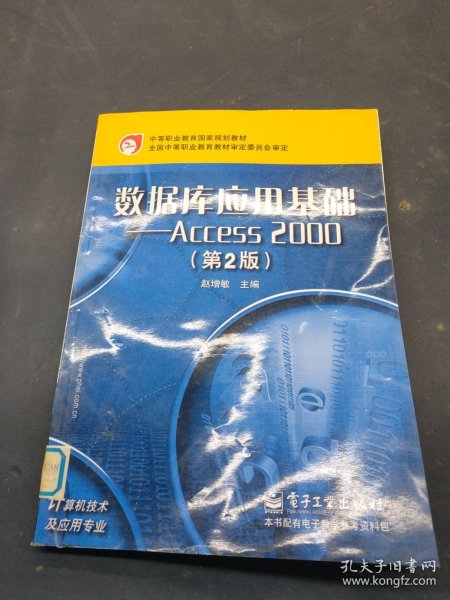 中等职业教育国家规划教材
全国中等职业教育教材审定委员会审定
数据库应用基础
——Access 2000
(第2版)
赵增敏 主编
计算机技术
及应用专业
电子工业出版社
本书配有电子教学参考资料包
孔夫子旧书网
www.kongfz.com